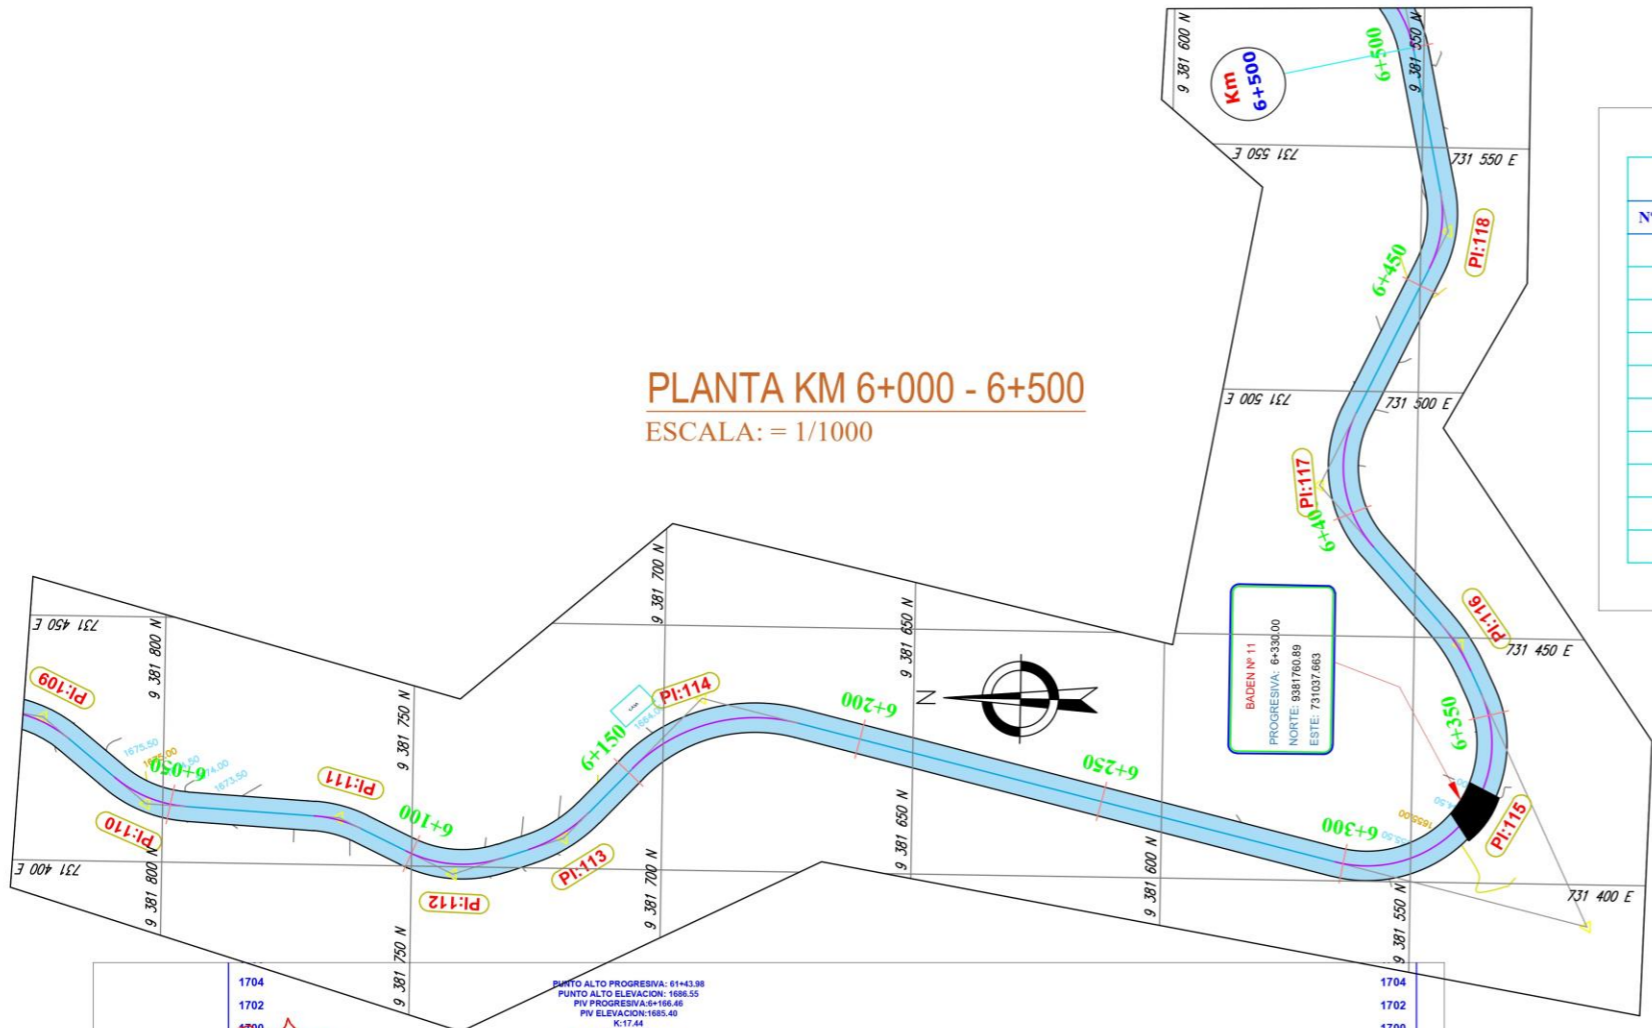 PLANTA KM 6+000 - 6+500
ESCALA: = 1/1000
Km
6+500
9 381 600 N
6+500
9 381 550 N
731 550 E
731 550 E
PI:118
6+450
731 500 E
731 500 E
PI:117
PI:116
731 450 E
BADEN Nº 11
PROGRESIVA: 6+330.00
NORTE: 9381760.89
ESTE: 731037.663
6+350
PI:115
1655.00
6+300
731 400 E
9 381 550 N
731 450 E
PI:109
9 381 800 N
1675.50
6+050
1673.50
PI:110
731 400 E
9 381 800 N
PI:111
9 381 750 N
6+100
PI:112
9 381 750 N
PI:113
6+150
PI:114
9 381 700 N
9 381 700 N
6+200
9 381 650 N
9 381 650 N
N
6+250
9 381 600 N
1704
1702
PUNTO ALTO PROGRESIVA: 61+43.98
PUNTO ALTO ELEVACION: 1686.55
PIV PROGRESIVA:6+166.46
PIV ELEVACION:1685.40
K:17.44
1704
1702